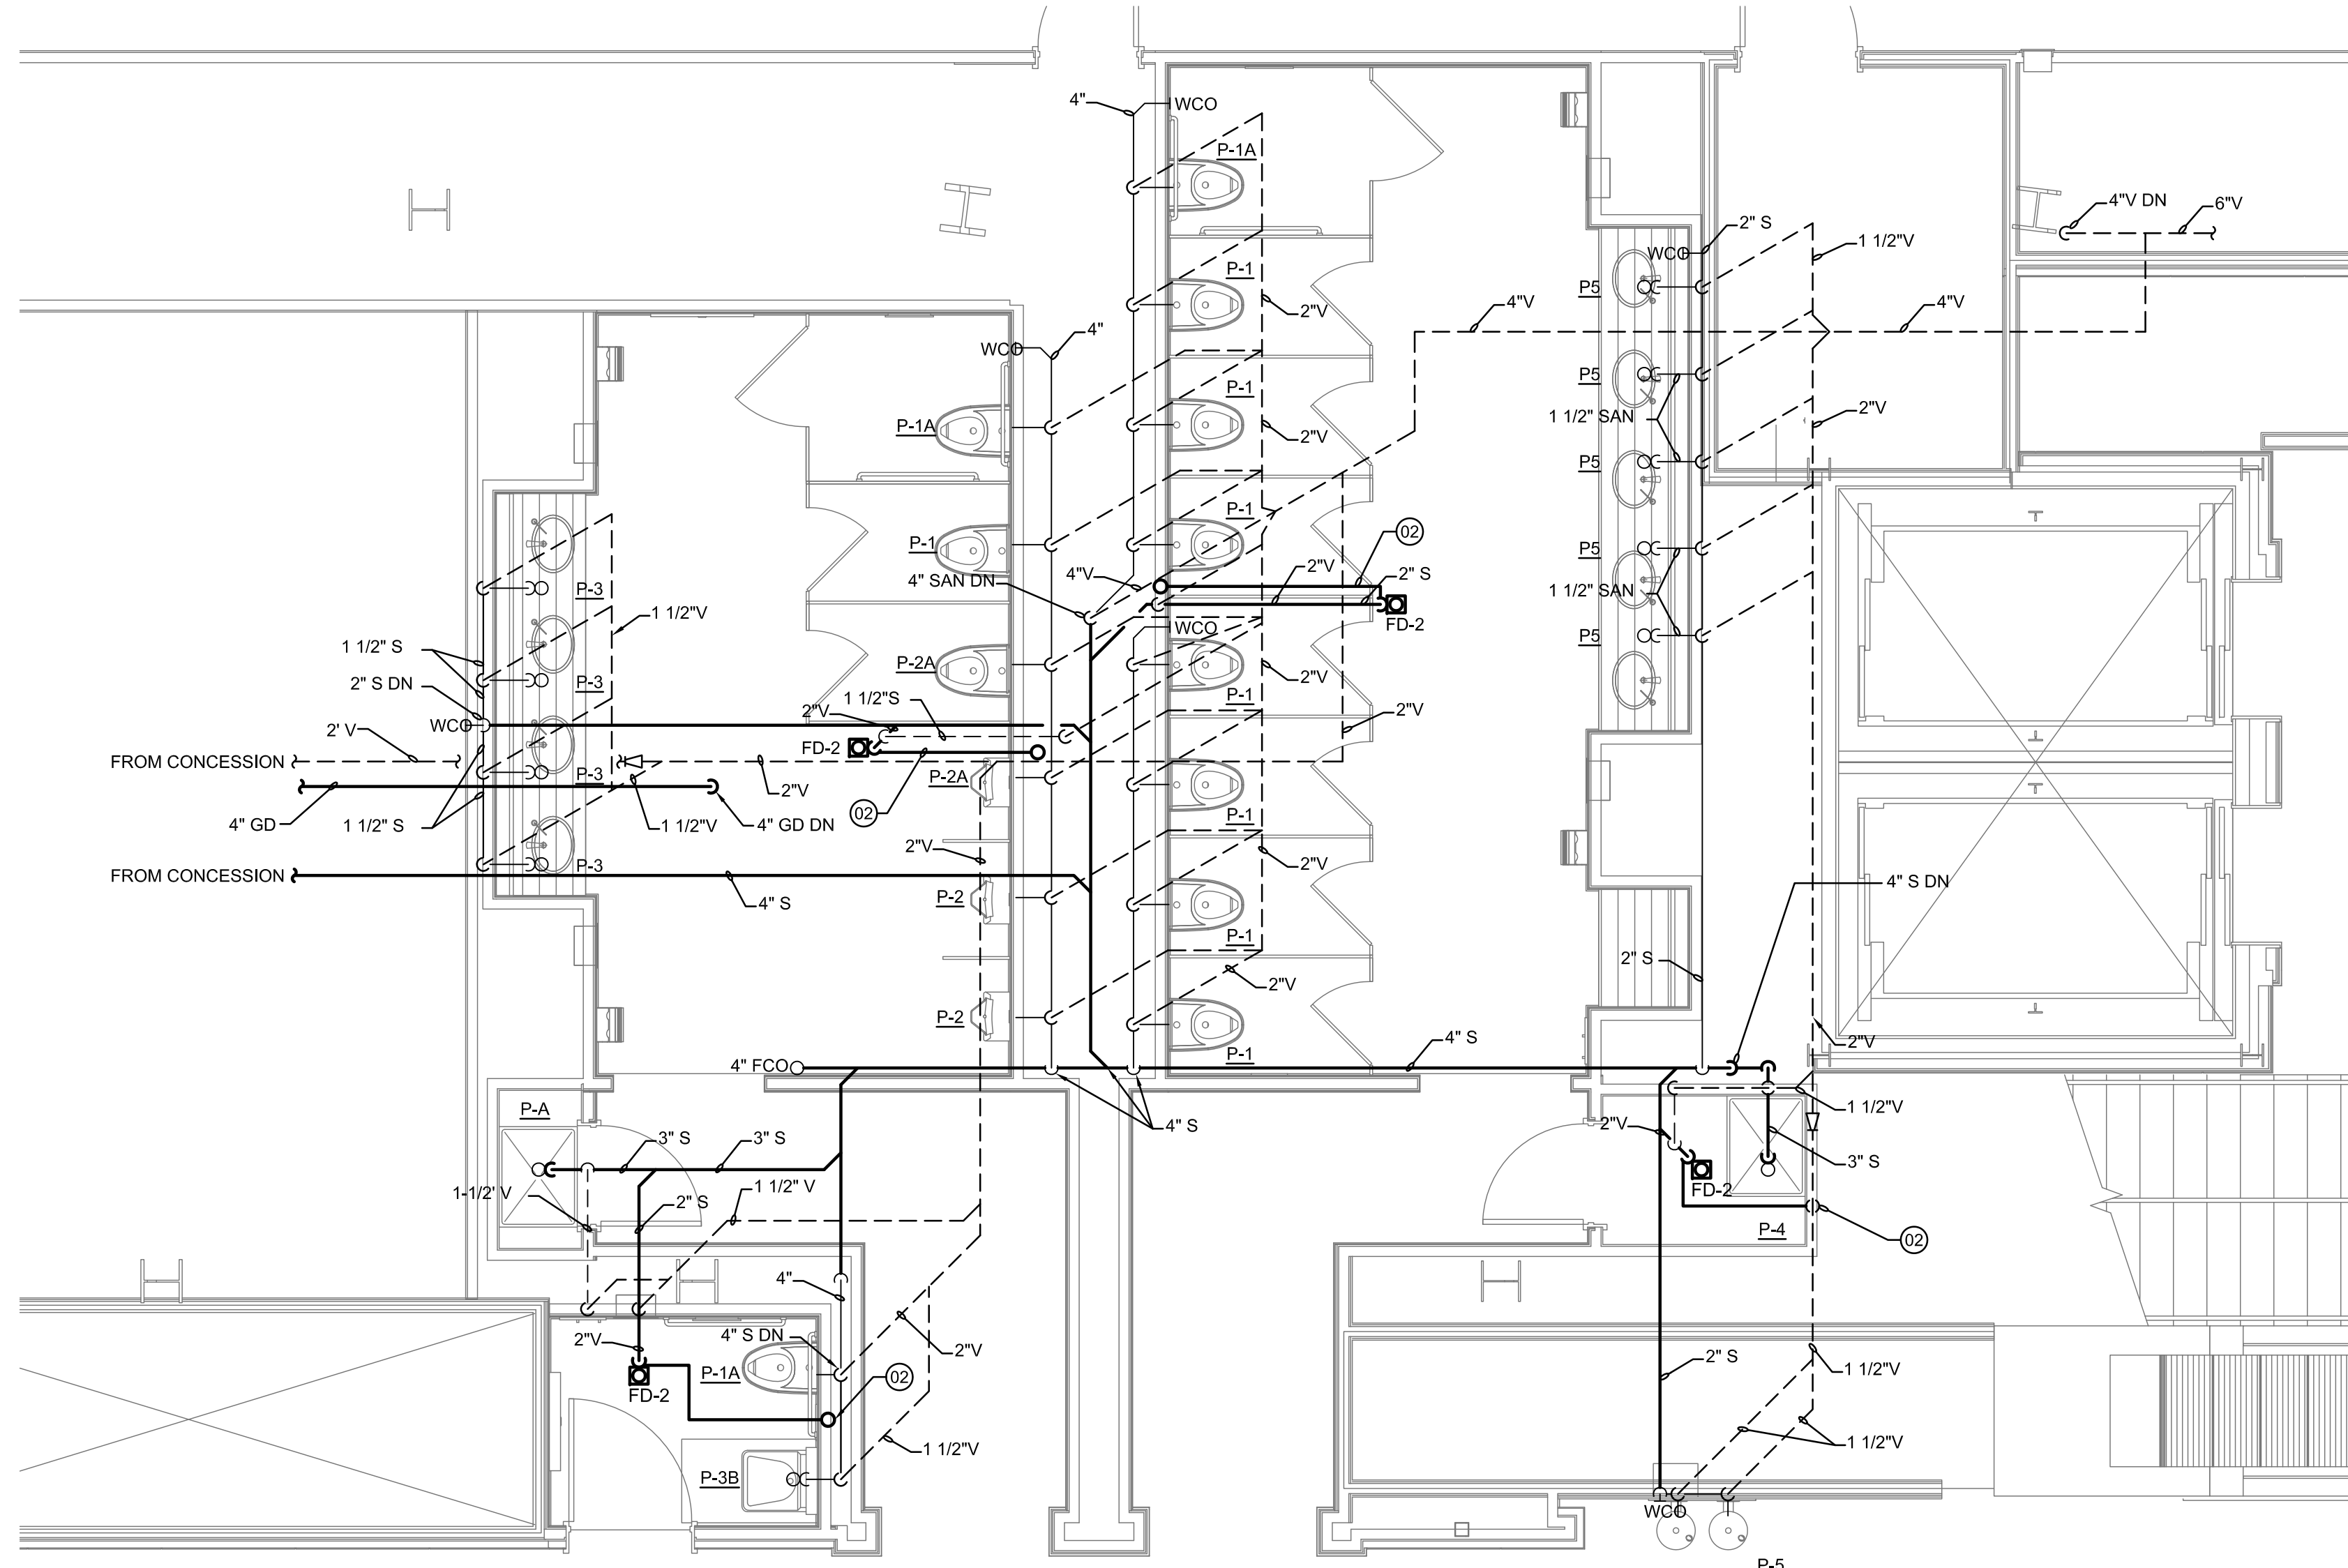 4"
WCO
P-1A
4"V DN
6"V
2" S
WCO
1 1/2"V
P-1
P5
2"V
4"V
4"V
4"
WCO
P-1
P5
2"V
1 1/2" SAN
2"V
P-1A
P5
P-1
02
P-1
P5
4"V
2"V
2" S
4" SAN DN
P-3
1 1/2" SAN
1 1/2"V
FD-2
WCO
P5
1 1/2" S
P-2A
2"V
2" S DN
P-3
P-1
1 1/2"S
2"V
2"V
WCO
2' V
FD-2
FROM CONCESSION
P-3
P-2A
2"V
02
P-1
4" GD
1 1/2" S
1 1/2"V
4" GD DN
2"V
2"V
P-3
FROM CONCESSION
4" S DN
4" S
P-2
P-1
2" S
2"V
P-2
4" S
2"V
P-1
4" FCO
P-A
1 1/2"V
4" S
2"V
3" S
3" S
3" S
1-1/2' V
1 1/2" V
FD-2
2" S
P-4
02
4"
2"V
4" S DN
2"V
2" S
P-1A
1 1/2"V
02
FD-2
1 1/2"V
1 1/2"V
P-3B
WCO
P-5